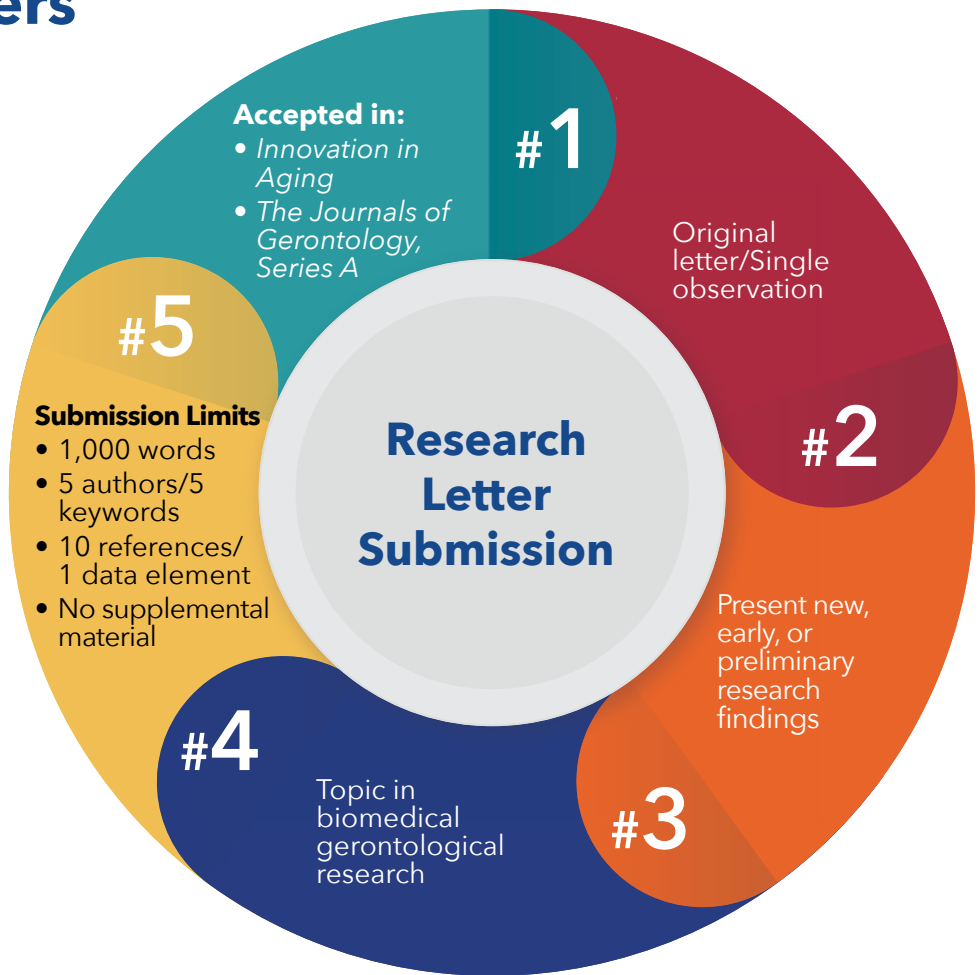 ers
#1
Accepted in:
• Innovation in
Aging
• The Journals of
Gerontology,
Series A
#2
Original
letter/Single
observation
#3
Present new,
early, or
preliminary
research
findings
#4
Topic in
biomedical
gerontological
research
#5
Submission Limits
• 1,000 words
• 5 authors/5
keywords
• 10 references/
1 data element
• No supplemental
material
Research
Letter
Submission